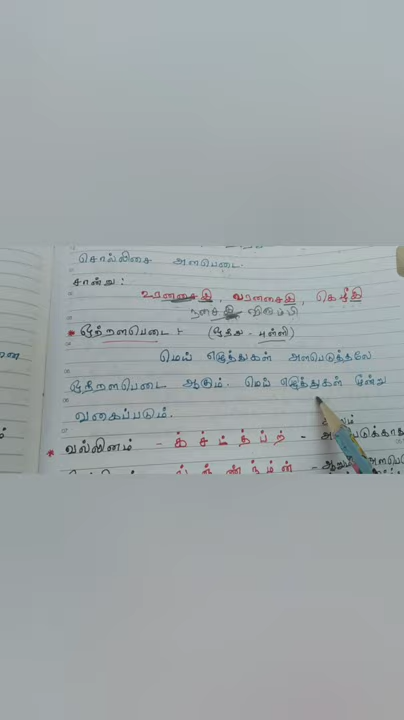 சொல்லிசை அளபெடை.
சான்று:
உரனசைஇ, வரனசைஇ, கெழீஇ
நசை விரும்பி
* ஒற்றளபெடை :- (ஒற்று - புள்ளி)
மெய் எழுத்துகள் அளபெடுத்தலே
ஒற்றளபெடை ஆகும். மெய் எழுத்துகள் மூன்று
வகைப்படும்.
* வல்லினம் - க் ச் ட் த் ப் ற் -